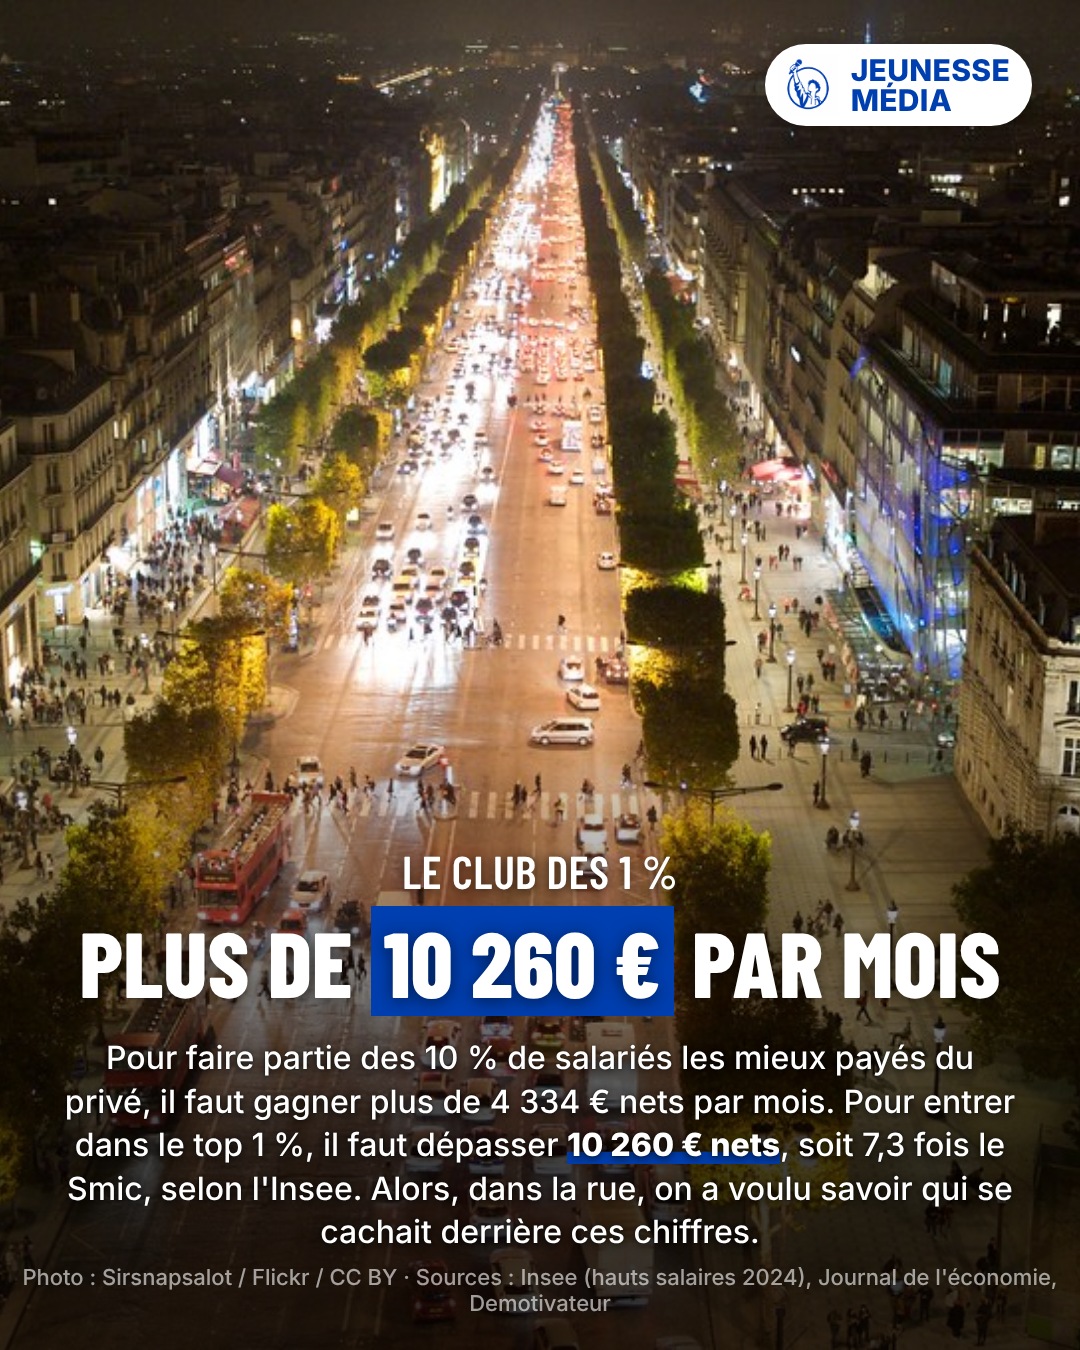 JEUNESSE
MÉDIA
LE CLUB DES 1 %
PLUS DE 10 260 € PAR MOIS
Pour faire partie des 10 % de salariés les mieux payés du
privé, il faut gagner plus de 4 334 € nets par mois. Pour entrer
dans le top 1 %, il faut dépasser 10 260 € nets, soit 7,3 fois le
Smic, selon l'Insee. Alors, dans la rue, on a voulu savoir qui se
cachait derrière ces chiffres.
Photo : Sirsnapsalot / Flickr / CC BY · Sources : Insee (hauts salaires 2024), Journal de l'économie,
Demotivateur